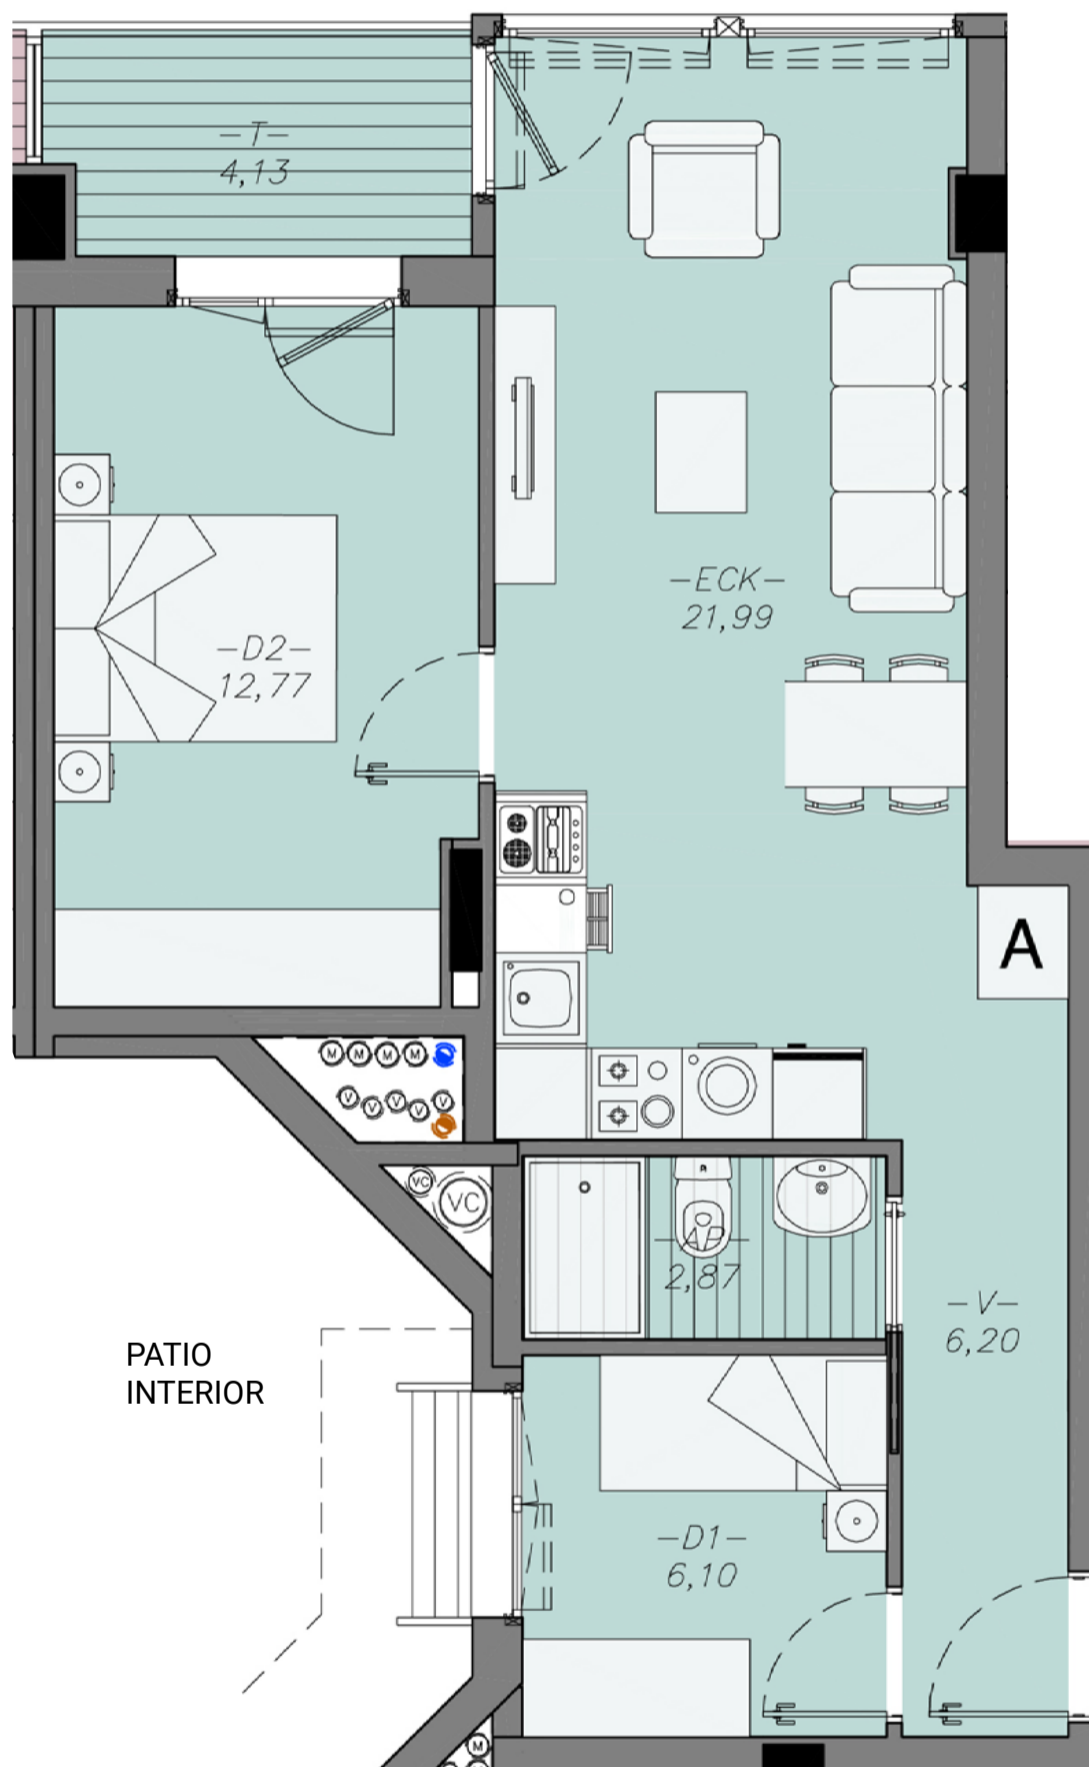 -T-
4,13
-ECK-
21,99
-D2-
12,77
A
M M M M
V V V V V
VC
VC
-AP-
2,87
-V-
6,20
PATIO
INTERIOR
-D1-
6,10
M